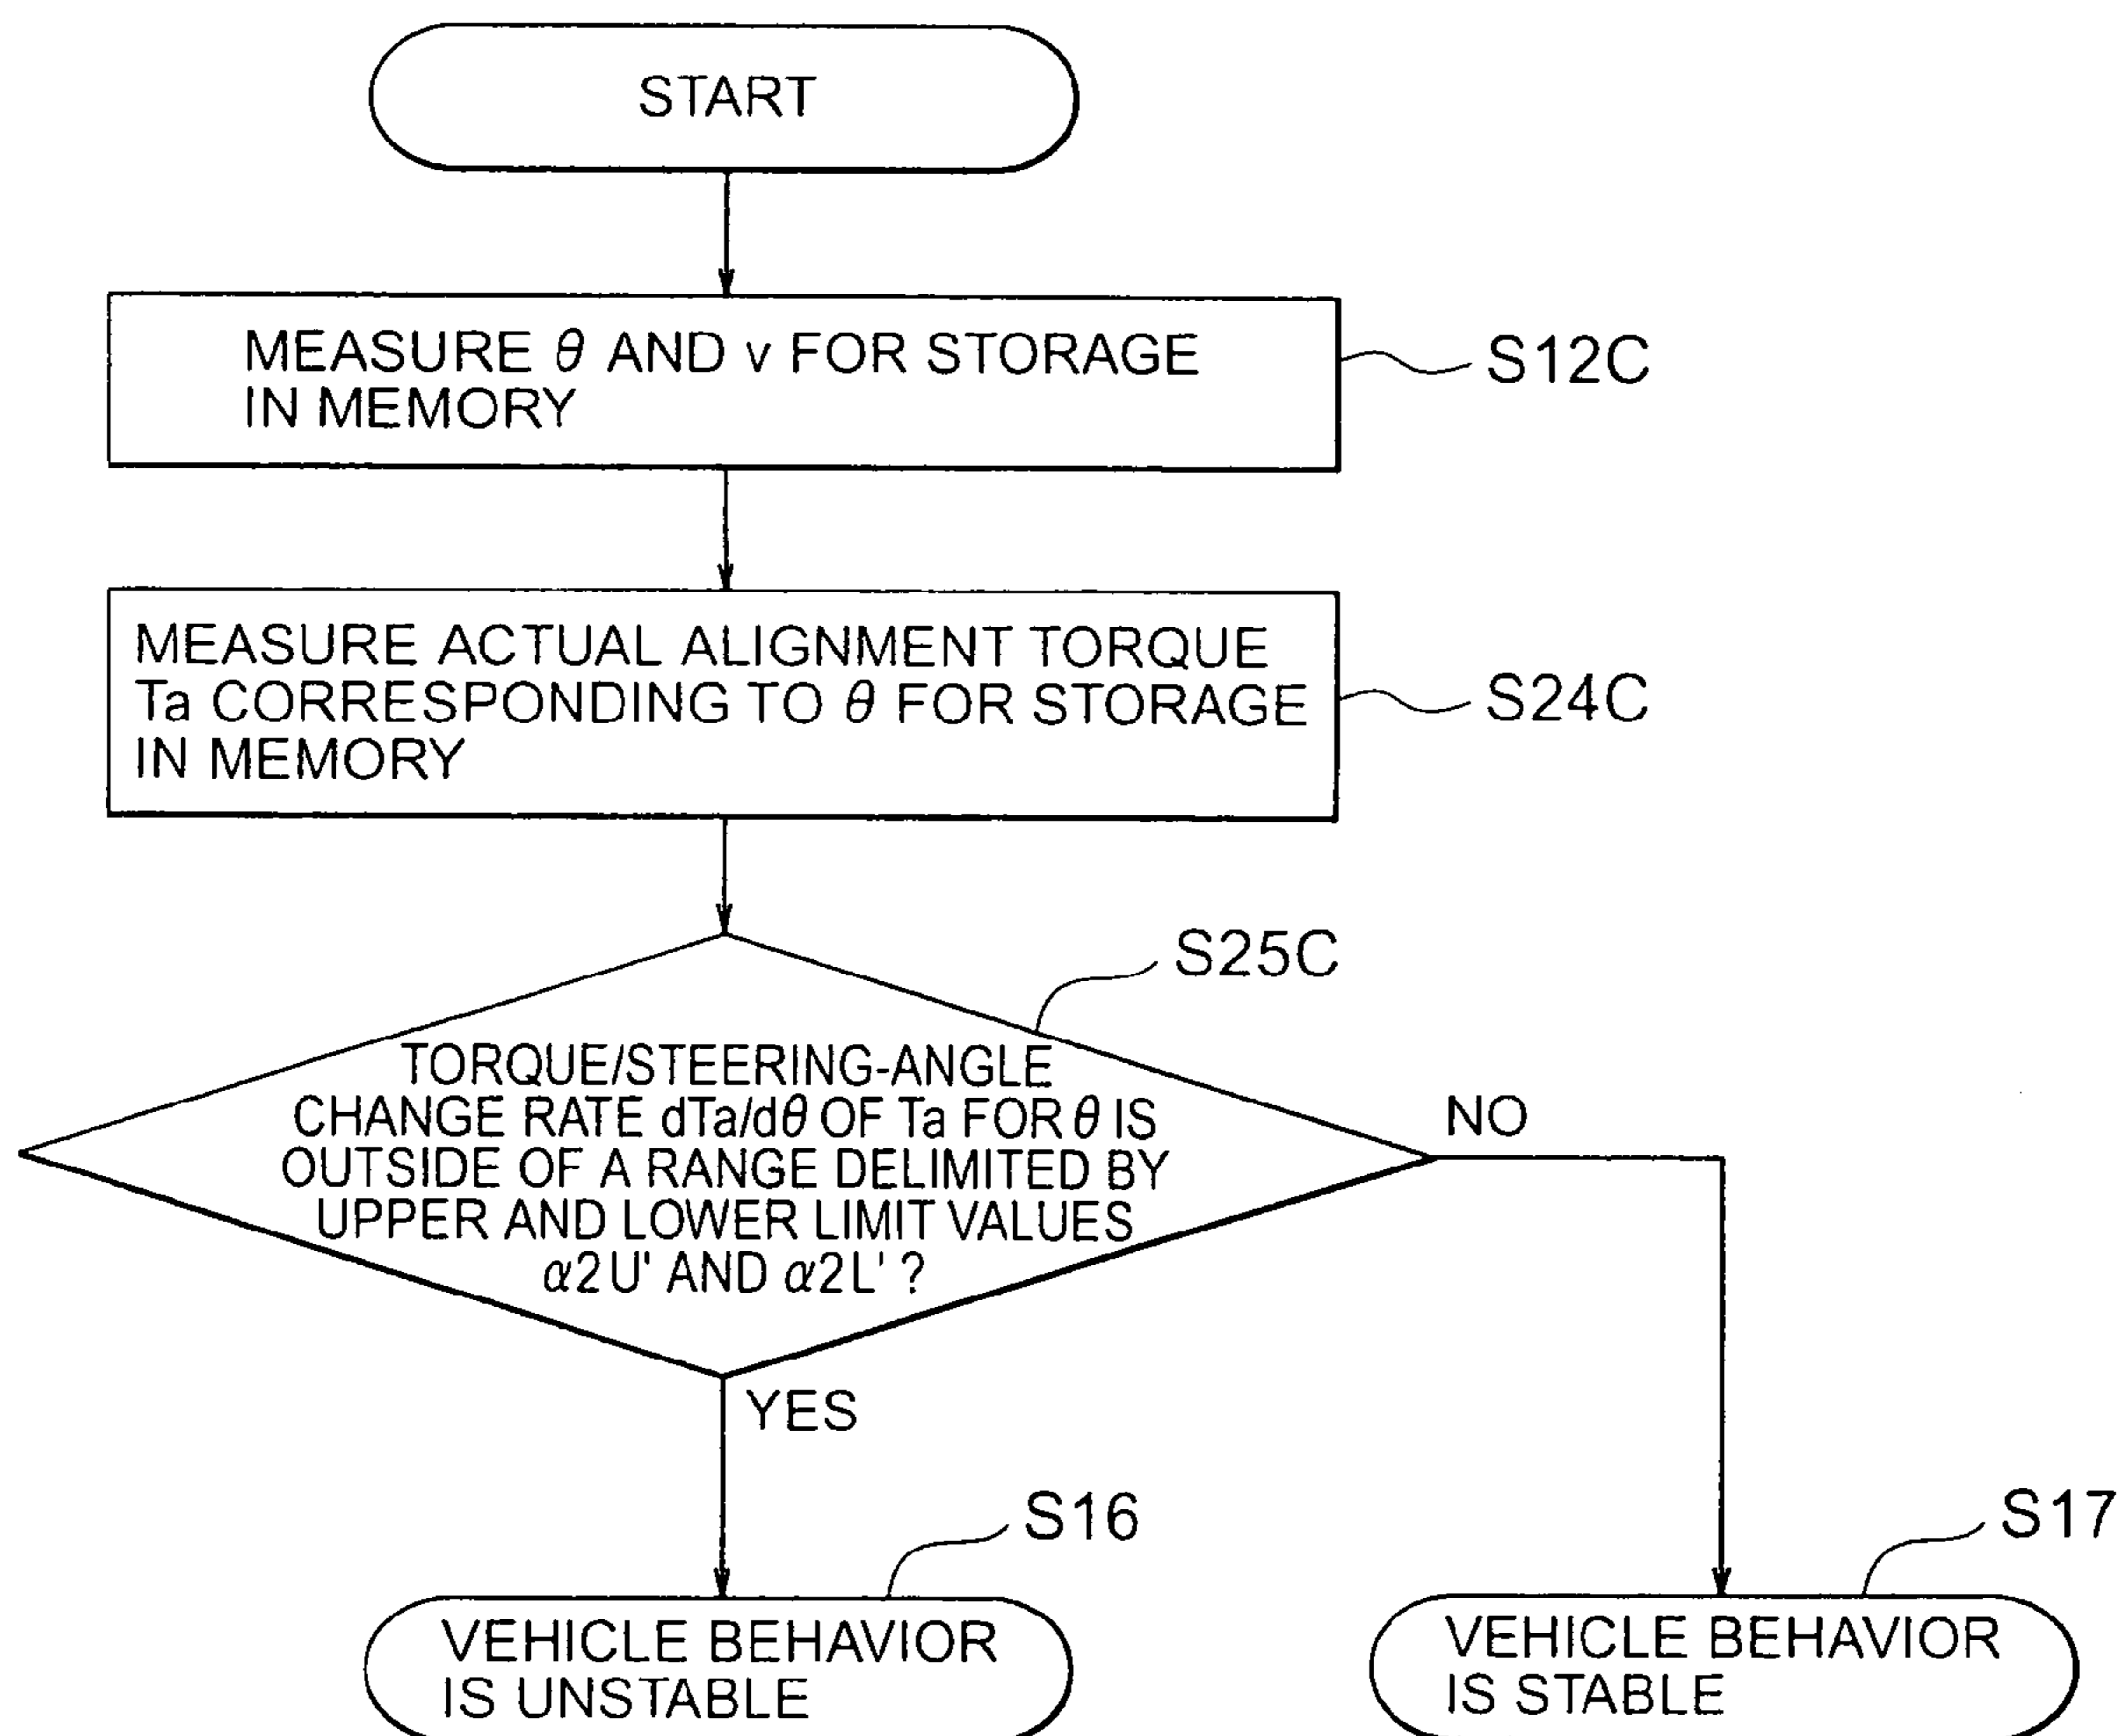 START
MEASURE θ AND v FOR STORAGE
IN MEMORY
S12C
MEASURE ACTUAL ALIGNMENT TORQUE
Ta CORRESPONDING TO θ FOR STORAGE
IN MEMORY
S24C
S25C
TORQUE/STEERING-ANGLE
CHANGE RATE dTa/dθ OF Ta FOR θ IS
OUTSIDE OF A RANGE DELIMITED BY
UPPER AND LOWER LIMIT VALUES
α2U' AND α2L' ?
NO
YES
S16
VEHICLE BEHAVIOR
IS UNSTABLE
S17
VEHICLE BEHAVIOR
IS STABLE